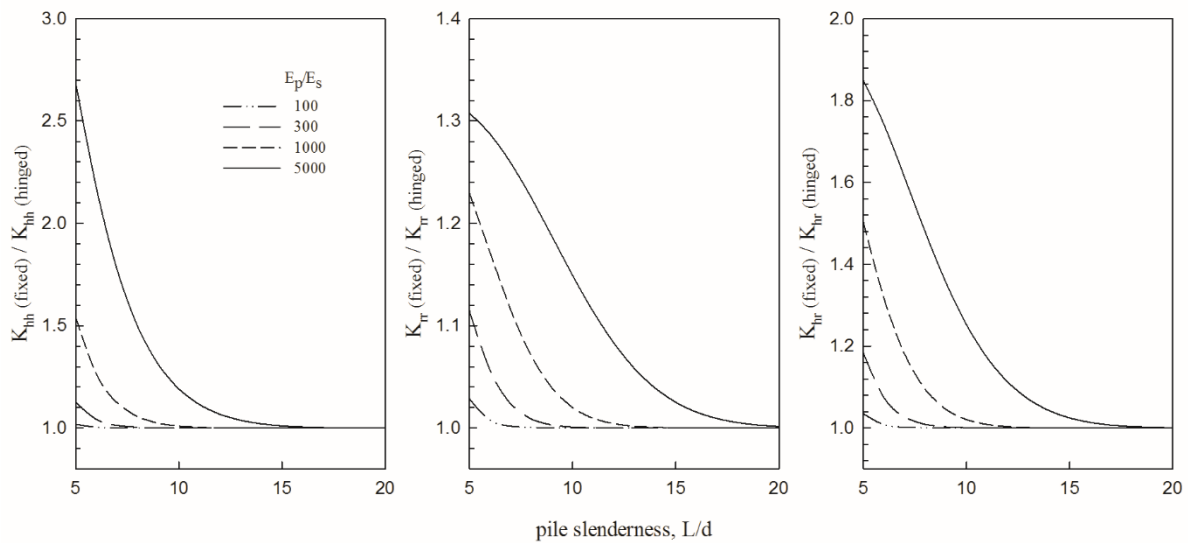 K_hh (fixed) / K_hh (hinged)
3.0
2.5
2.0
1.5
1.0
5 10 15 20
E_p/E_s
100
300
1000
5000
K_rr (fixed) / K_rr (hinged)
1.4
1.3
1.2
1.1
1.0
5 10 15 20
K_hr (fixed) / K_hr (hinged)
2.0
1.8
1.6
1.4
1.2
1.0
5 10 15 20
pile slenderness, L/d